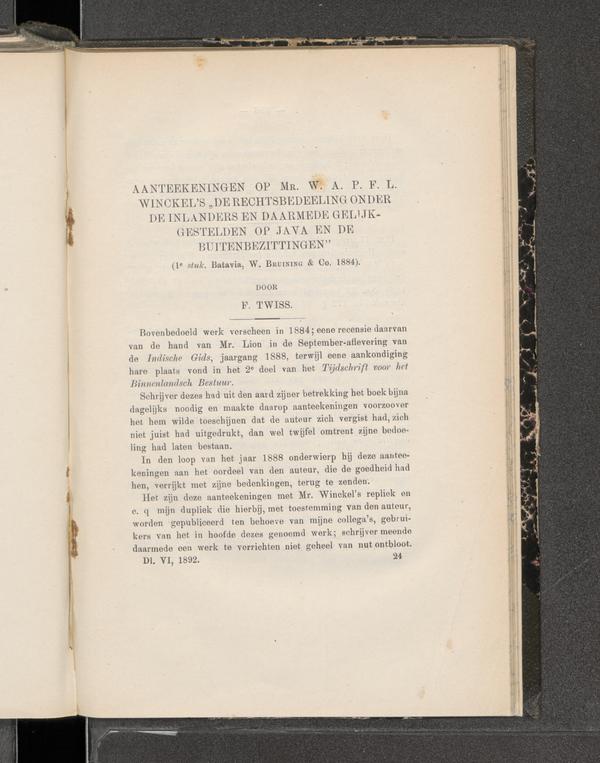 AANTEEKENINGEN OP MR. W. A. P. F. L.
WINCKEL'S „DE RECHTSBEDEELING ONDER
DE INLANDERS EN DAARMEDE GELIJK-
GESTELDEN OP JAVA EN DE
BUITENBEZITTINGEN”
(1e stuk. Batavia, W. BRUINING & Co. 1884).
DOOR
F. TWISS.
Bovenbedoeld werk verscheen in 1884; eene recensie daarvan
van de hand van Mr. Lion in de September-aflevering van
de Indische Gids, jaargang 1888, terwijl eene aankondiging
hare plaats vond in het 2e deel van het Tijdschrift voor het
Binnenlandsch Bestuur.
Schrijver dezes had uit den aard zijner betrekking het boek bijna
dagelijks noodig en maakte daarop aanteekeningen voorzoover
het hem wilde toeschijnen dat de auteur zich vergist had, zich
niet juist had uitgedrukt, dan wel twijfel omtrent zijne bedoe-
ling had laten bestaan.
In den loop van het jaar 1888 onderwierp hij deze aantee-
keningen aan het oordeel van den auteur, die de goedheid had
hen, verrijkt met zijne bedenkingen, terug te zenden.
Het zijn deze aanteekeningen met Mr. Winckel's repliek en
e. q mijn dupliek die hierbij, met toestemming van den auteur,
worden gepubliceerd ten behoeve van mijne collega's, gebrui-
kers van het in hoofde dezes genoemd werk; schrijver meende
daarmede een werk te verrichten niet geheel van nut ontbloot.
Dl. VI, 1892. 24